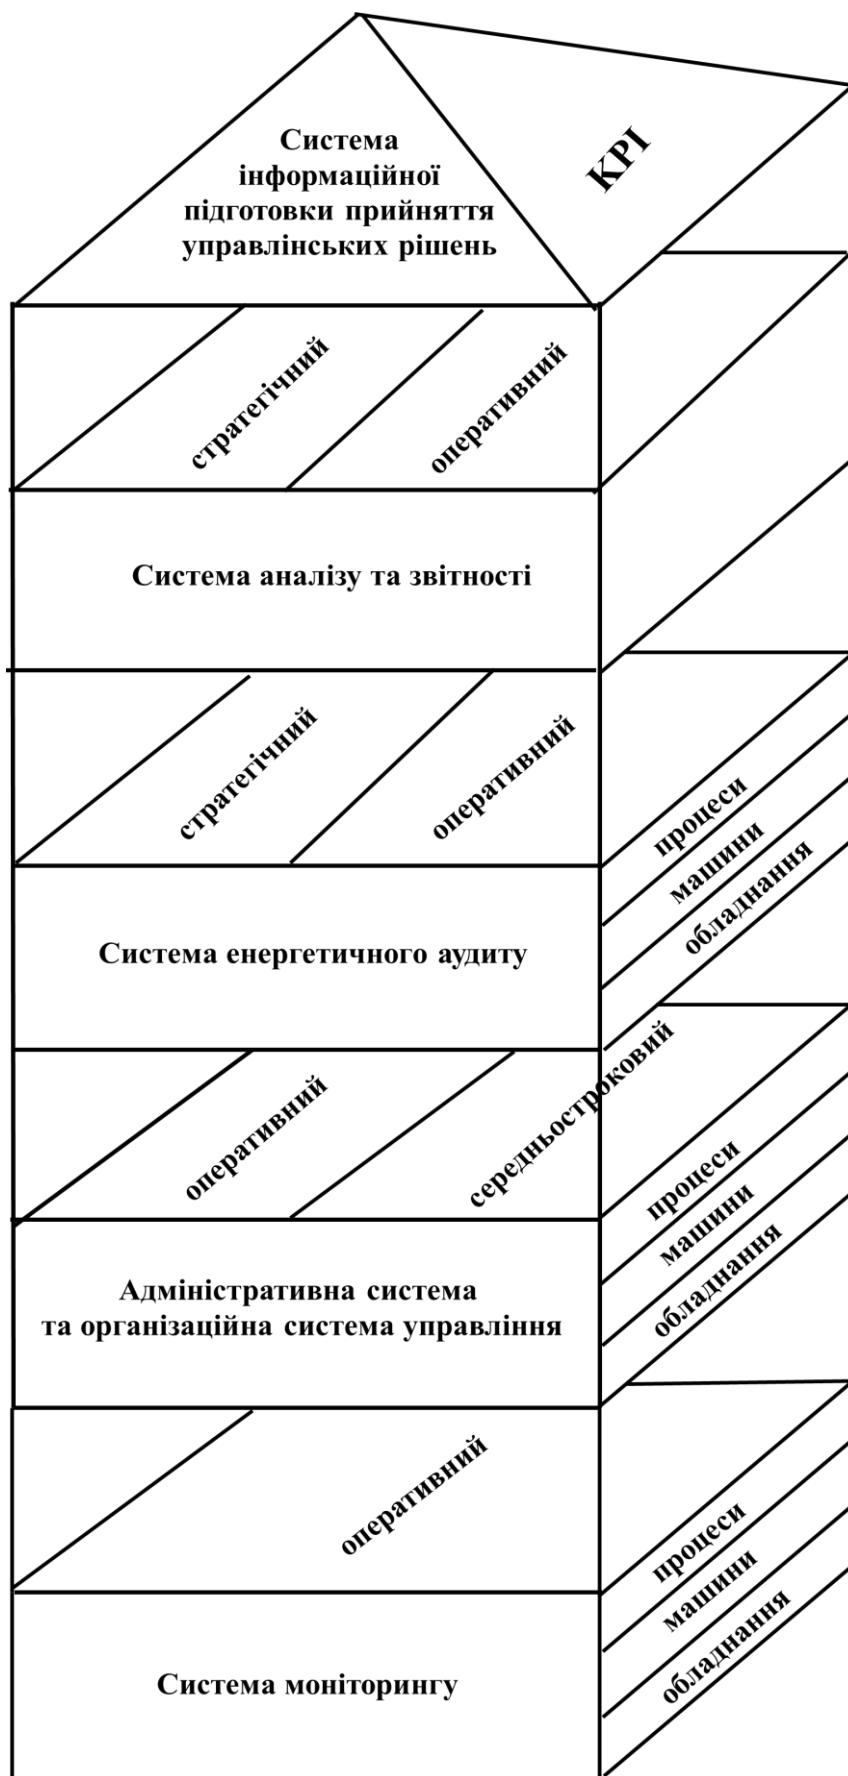 Система
інформаційної
підготовки прийняття
управлінських рішень
КРІ
стратегічний
оперативний
Система аналізу та звітності
стратегічний
оперативний
процеси
машини
обладнання
Система енергетичного аудиту
оперативний
середньостроковий
процеси
машини
обладнання
Адміністративна система
та організаційна система управління
оперативний
процеси
машини
обладнання
Система моніторингу